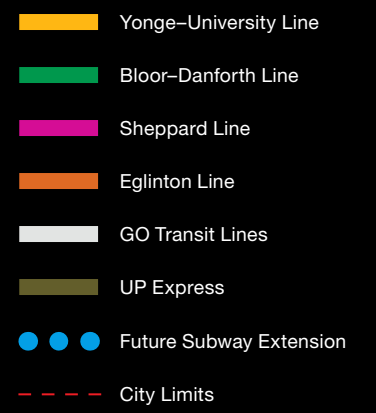 Yonge–University Line
Bloor–Danforth Line
Sheppard Line
Eglinton Line
GO Transit Lines
UP Express
Future Subway Extension
City Limits